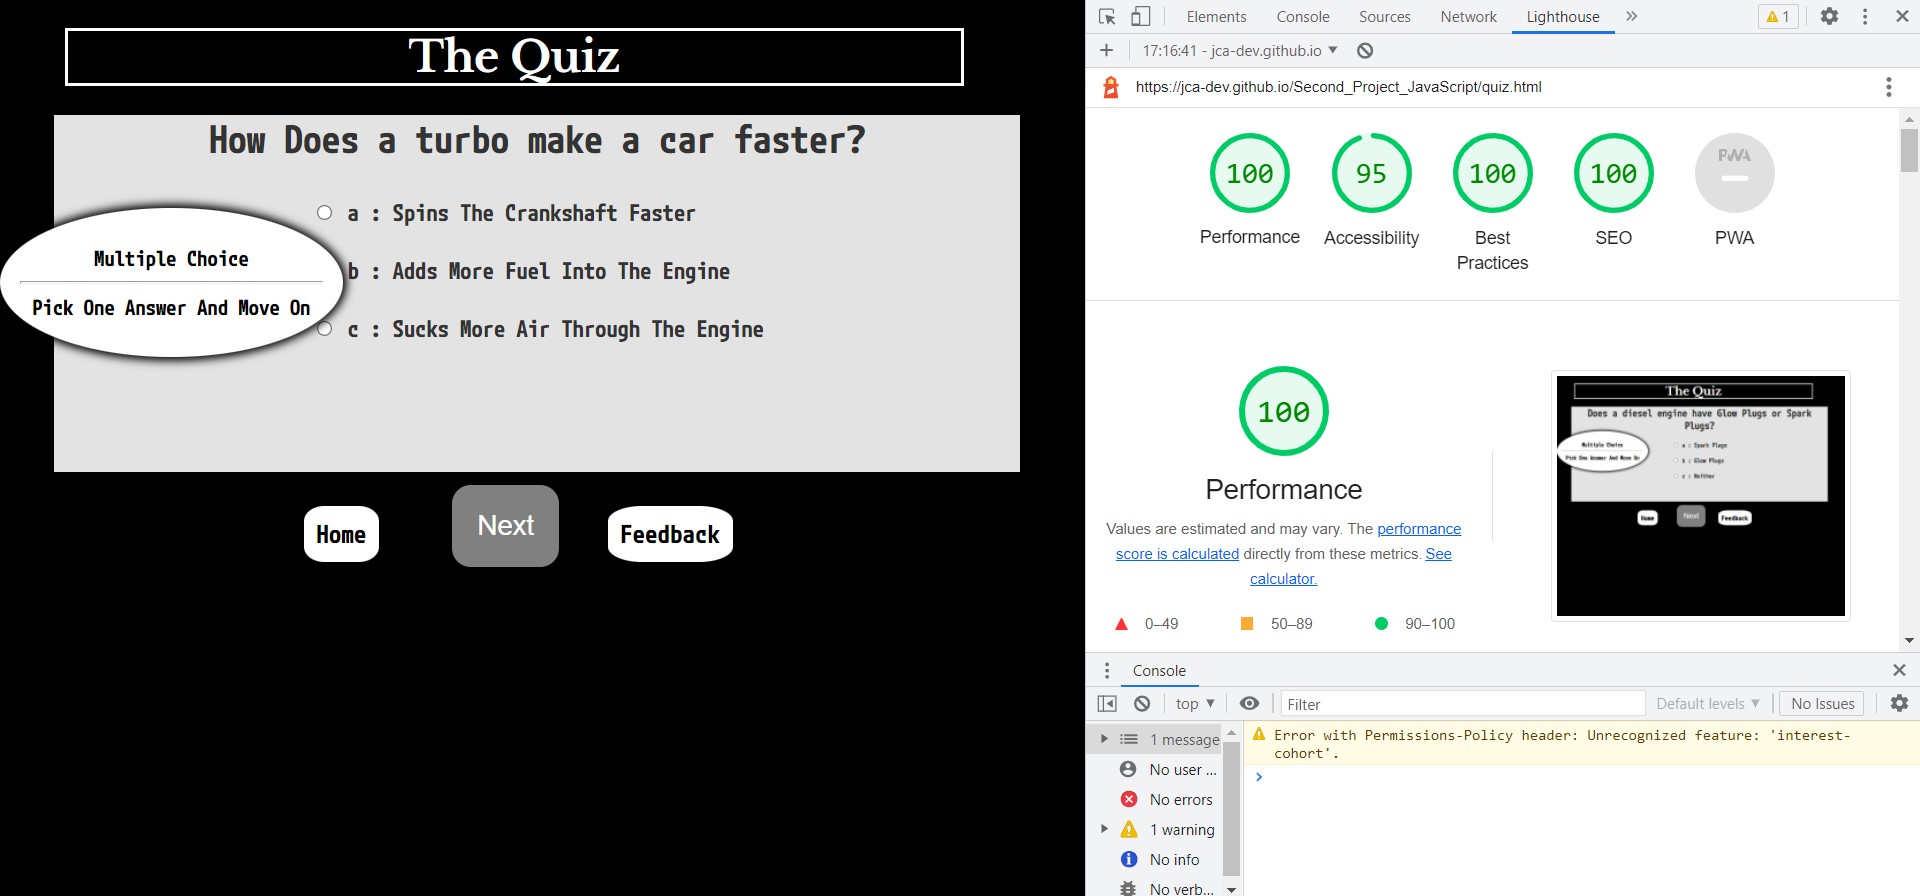 The Quiz
How Does a turbo make a car faster?
a : Spins The Crankshaft Faster
Multiple Choice
b : Adds More Fuel Into The Engine
Pick One Answer And Move On
c : Sucks More Air Through The Engine
Home
Next
Feedback
Elements Console Sources Network Lighthouse 1
17:16:41 - jca-dev.github.io
https://jca-dev.github.io/Second_Project_JavaScript/quiz.html
100 95 100 100 PWA
Performance Accessibility Best Practices SEO PWA
100
Performance
Values are estimated and may vary. The performance
score is calculated directly from these metrics. See
calculator.
0–49 50–89 90–100
The Quiz
Does a diesel engine have Glow Plugs or Spark
Plugs?
Multiple Choice
Pick One Answer And Move On
a : Spark Plugs
b : Glow Plugs
c : Neither
Home Next Feedback
Console
top Filter Default levels No Issues
1 message
No user ...
No errors
1 warning
No info
No verb...
Error with Permissions-Policy header: Unrecognized feature: 'interest-
cohort'.